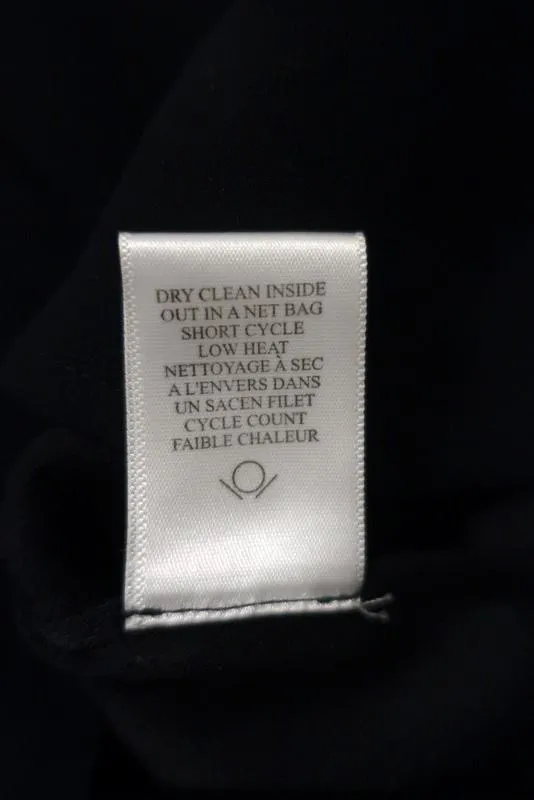 DRY CLEAN INSIDE
OUT IN A NET BAG
SHORT CYCLE
LOW HEAT
NETTOYAGE À SEC
A L'ENVERS DANS
UN SACEN FILET
CYCLE COUNT
FAIBLE CHALEUR